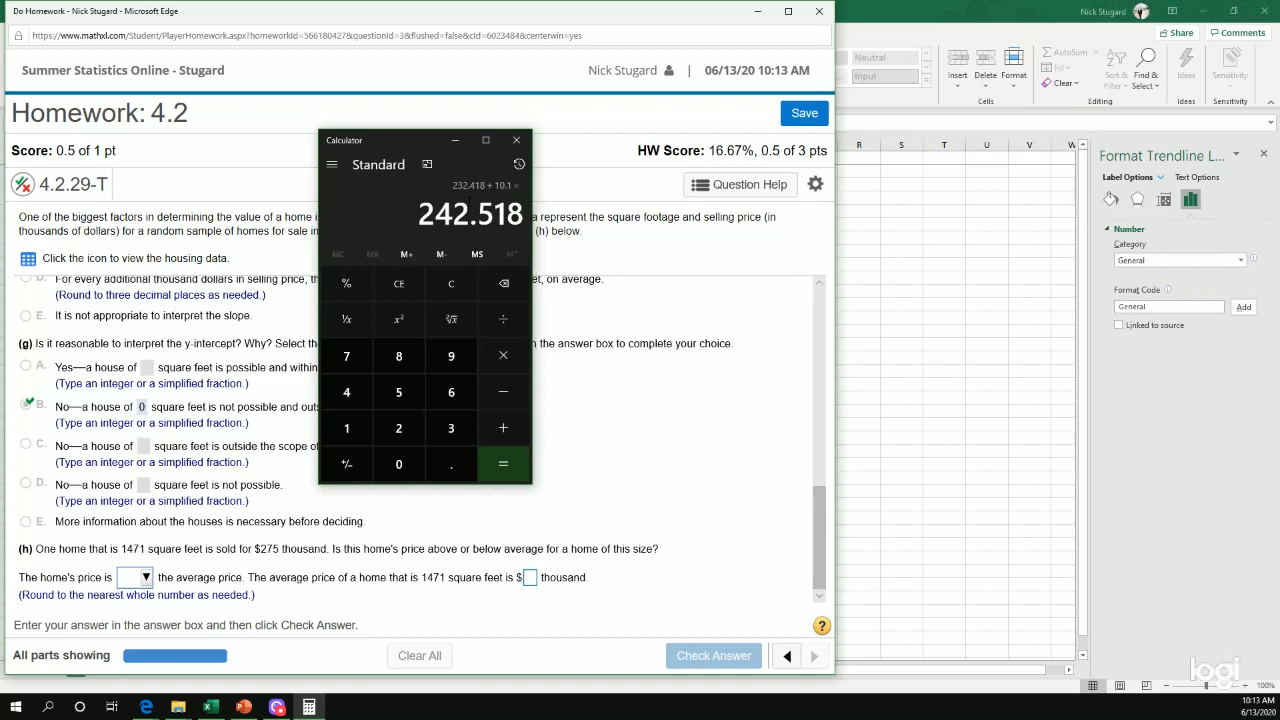 Do Homework - Nick Stugard - Microsoft Edge
Nick Stugard
https://www.mathxl.com/Student/PlayerHomework.aspx?homeworkId=566180427&questionId=3&flushed=false&cId=6023484&centerwin=yes
Share
Comments
Summer Statistics Online - Stugard
Nick Stugard | 06/13/20 10:13 AM
Neutral
Input
Insert
Delete
Format
AutoSum
Fill
Clear
Sort & Filter
Find & Select
Ideas
Sensitivity
Cells
Editing
Ideas
Sensitivity
Homework: 4.2
Save
Score: 0.5 of 1 pt
HW Score: 16.67%, 0.5 of 3 pts
4.2.29-T
Question Help
Calculator
Standard
232.418 + 10.1 =
242.518
MC MR M+ M- MS M˅
% CE C
¹/x x² ²√x ÷
7 8 9 ×
4 5 6 −
1 2 3 +
+/− 0 . =
One of the biggest factors in determining the value of a home i
a represent the square footage and selling price (in
thousands of dollars) for a random sample of homes for sale in
(h) below.
Click the icon to view the housing data.
D. For every additional thousand dollars in selling price, th
et, on average.
(Round to three decimal places as needed.)
E. It is not appropriate to interpret the slope.
(g) Is it reasonable to interpret the y-intercept? Why? Select th
n the answer box to complete your choice.
A. Yes—a house of square feet is possible and within
(Type an integer or a simplified fraction.)
B. No—a house of 0 square feet is not possible and outs
(Type an integer or a simplified fraction.)
C. No—a house of square feet is outside the scope of
(Type an integer or a simplified fraction.)
D. No—a house of square feet is not possible.
(Type an integer or a simplified fraction.)
E. More information about the houses is necessary before deciding.
(h) One home that is 1471 square feet is sold for $275 thousand. Is this home's price above or below average for a home of this size?
The home's price is the average price. The average price of a home that is 1471 square feet is $ thousand.
(Round to the nearest whole number as needed.)
Enter your answer in the answer box and then click Check Answer.
?
All parts showing
Clear All
Check Answer
R S T U V W
Format Trendline L...
Label Options
Text Options
Number
Category
General
Format Code
General
Add
Linked to source
logi
100%
10:13 AM
6/13/2020